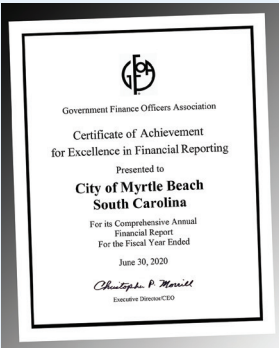 GFOA
Government Finance Officers Association
Certificate of Achievement
for Excellence in Financial Reporting
Presented to
City of Myrtle Beach
South Carolina
For its Comprehensive Annual
Financial Report
For the Fiscal Year Ended
June 30, 2020
Christopher P. Morrill
Executive Director/CEO